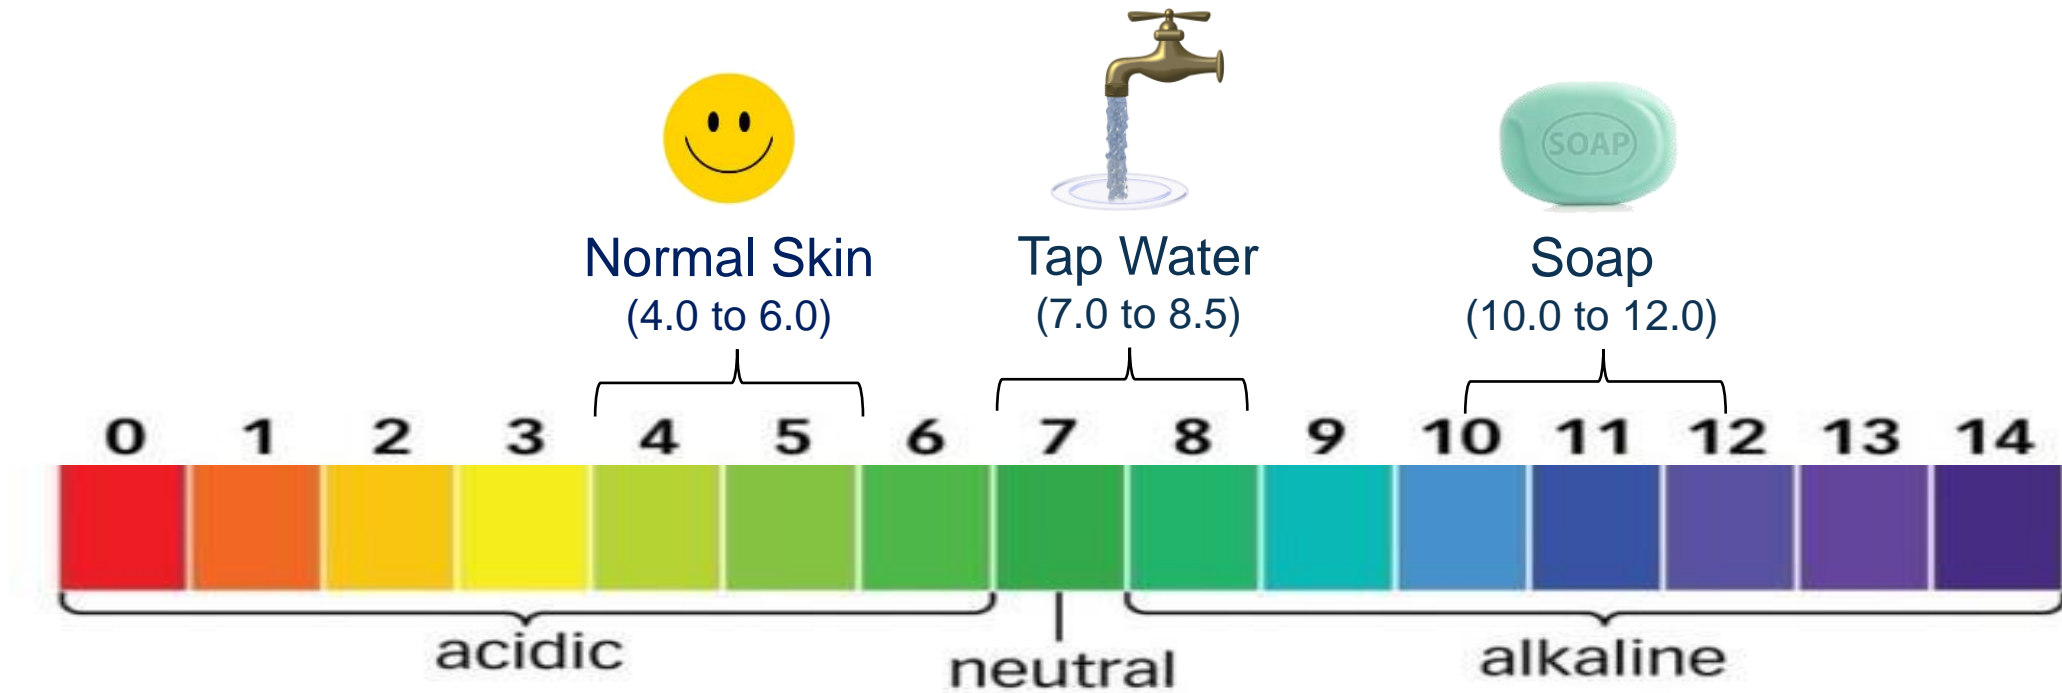 SOAP
Normal Skin
(4.0 to 6.0)
Tap Water
(7.0 to 8.5)
Soap
(10.0 to 12.0)
0 1 2 3 4 5 6 7 8 9 10 11 12 13 14
acidic
neutral
alkaline